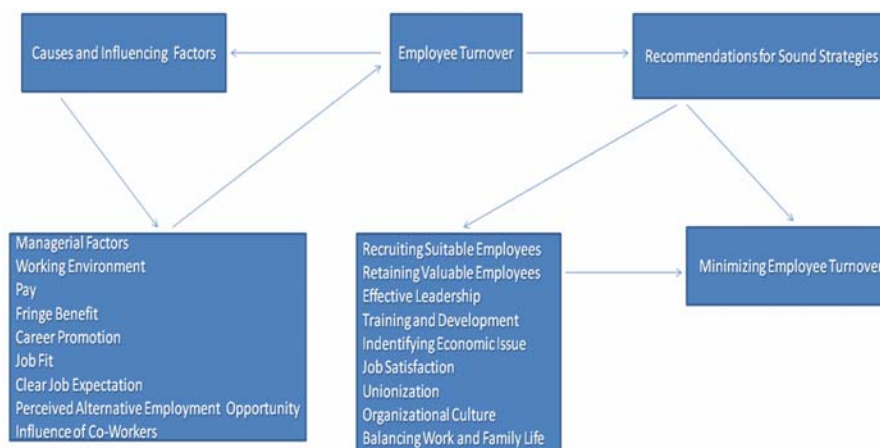 Causes and Influencing Factors
Employee Turnover
Recommendations for Sound Strategies
Managerial Factors
Working Environment
Pay
Fringe Benefit
Career Promotion
Job Fit
Clear Job Expectation
Perceived Alternative Employment Opportunity
Influence of Co-Workers
Recruiting Suitable Employees
Retaining Valuable Employees
Effective Leadership
Training and Development
Indentifying Economic Issue
Job Satisfaction
Unionization
Organizational Culture
Balancing Work and Family Life
Minimizing Employee Turnover